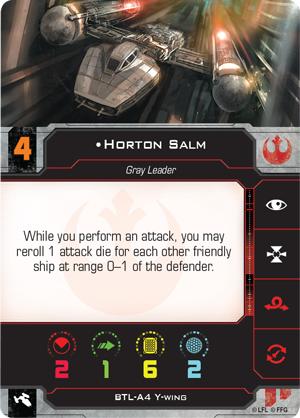 4
•Horton Salm
Gray Leader
While you perform an attack, you may
reroll 1 attack die for each other friendly
ship at range 0–1 of the defender.
2 1 6 2
BTL-A4 Y-wing
©LFL ©FFG